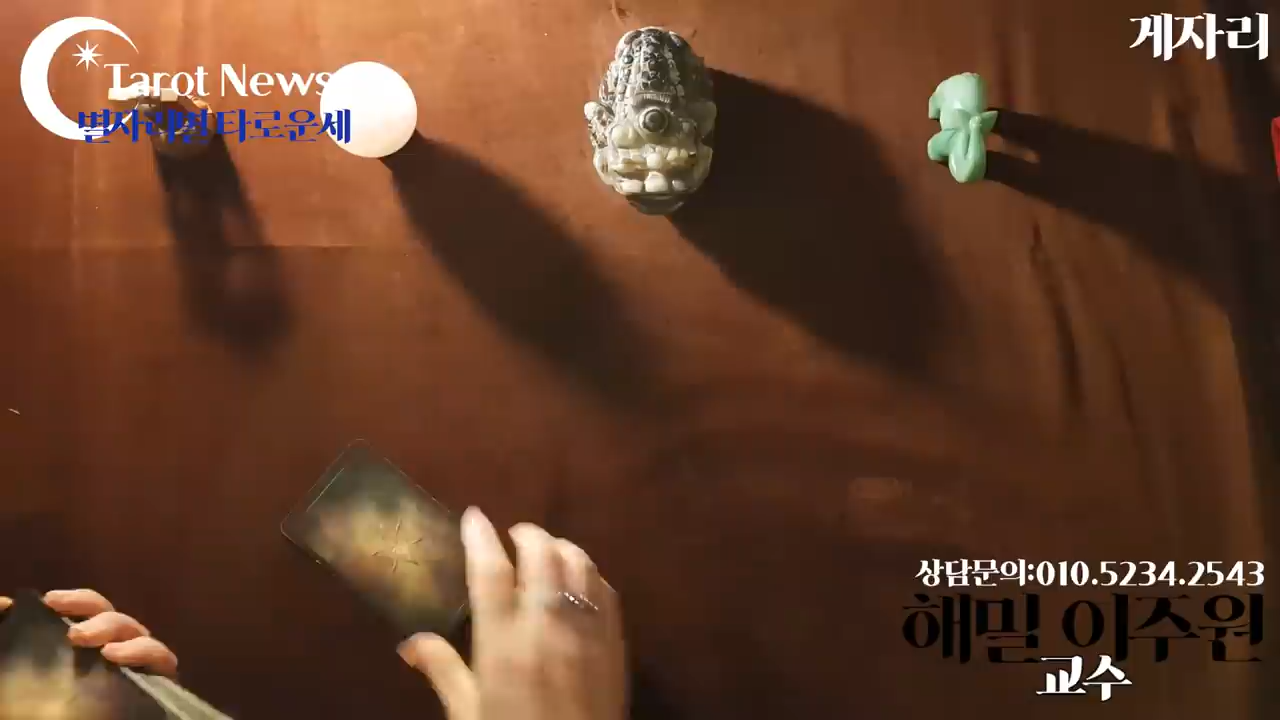 게자리
Tarot News
별자리별 타로운세
상담문의:010.5234.2543
해밀 이주원
교수